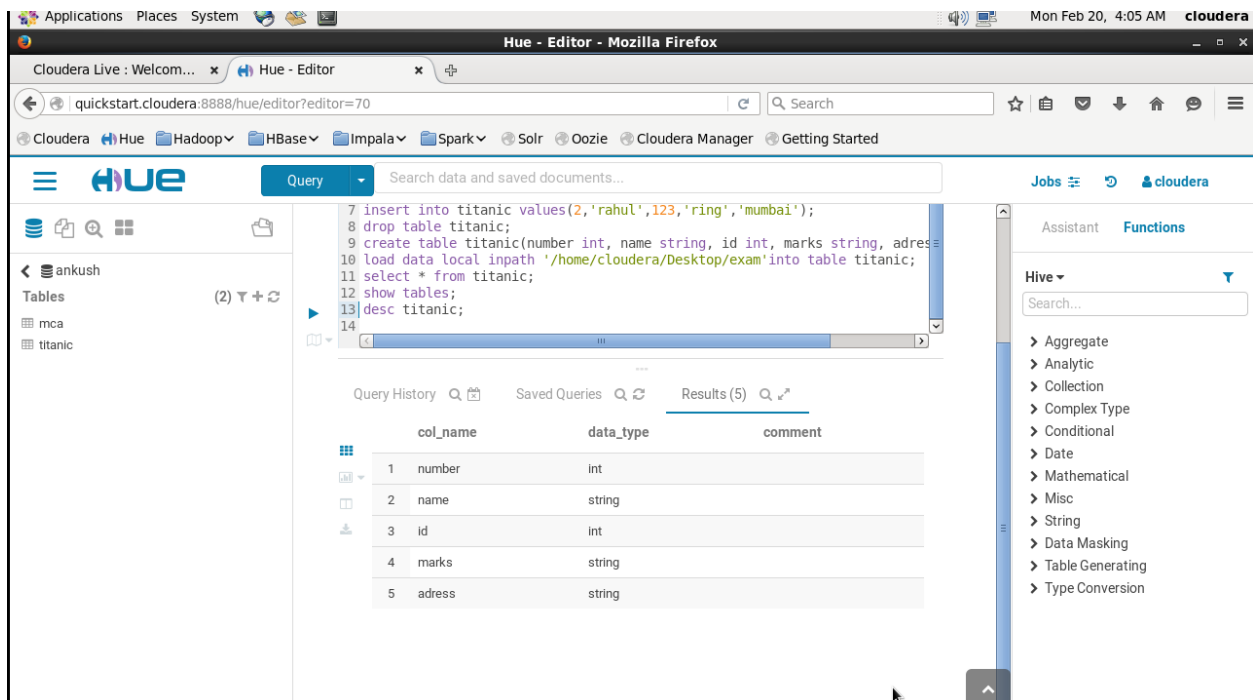 Applications Places System Mon Feb 20, 4:05 AM cloudera
Hue - Editor - Mozilla Firefox
Cloudera Live : Welcom... Hue - Editor
quickstart.cloudera:8888/hue/editor?editor=70 Search
Cloudera Hue Hadoop HBase Impala Spark Solr Oozie Cloudera Manager Getting Started
HUE Query Search data and saved documents... Jobs cloudera
7 insert into titanic values(2,'rahul',123,'ring','mumbai');
8 drop table titanic;
9 create table titanic(number int, name string, id int, marks string, adres
10 load data local inpath '/home/cloudera/Desktop/exam'into table titanic;
11 select * from titanic;
12 show tables;
13 desc titanic;
14
ankush
Tables (2)
mca
titanic
Query History Saved Queries Results (5)
col_name data_type comment
1 number int
2 name string
3 id int
4 marks string
5 adress string
Assistant Functions
Hive
Search...
Aggregate
Analytic
Collection
Complex Type
Conditional
Date
Mathematical
Misc
String
Data Masking
Table Generating
Type Conversion